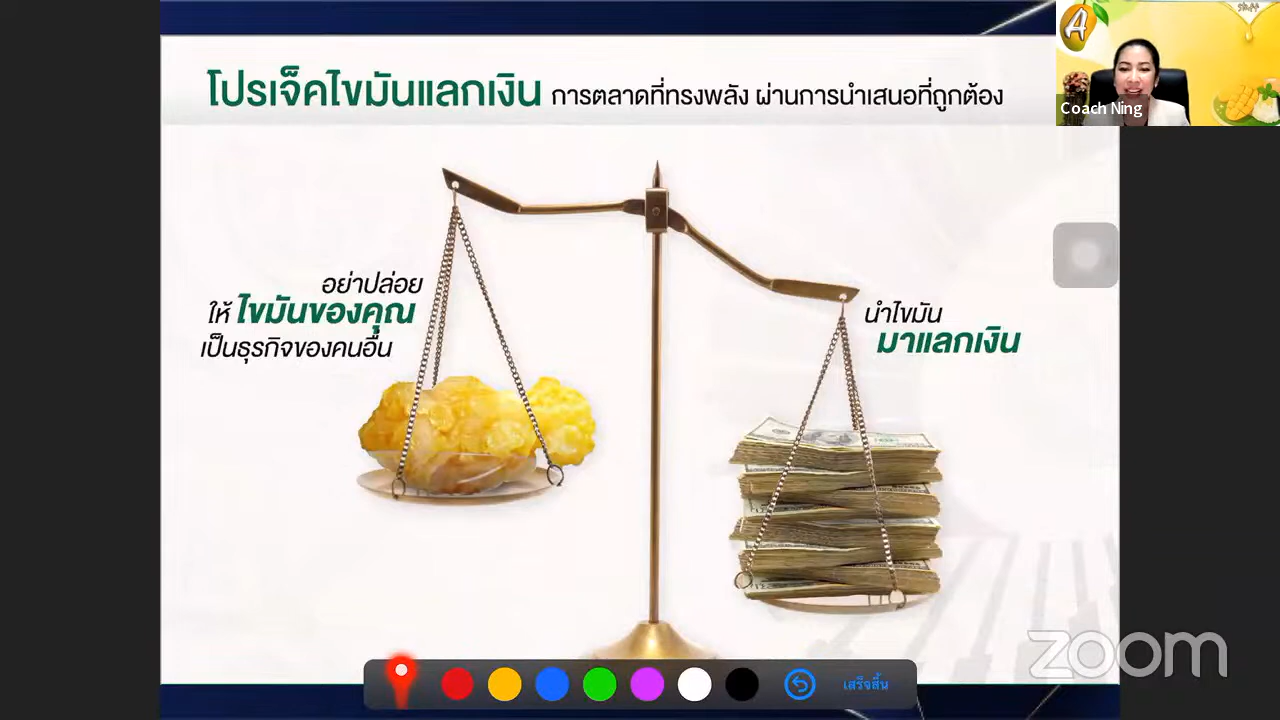 โปรเจ็คไขมันแลกเงิน การตลาดที่ทรงพลัง ผ่านการนำเสนอที่ถูกต้อง
A
Coach Ning
อย่าปล่อย
ให้ ไขมันของคุณ
เป็นธุรกิจของคนอื่น
นำไขมัน
มาแลกเงิน
zoom
เสร็จสิ้น